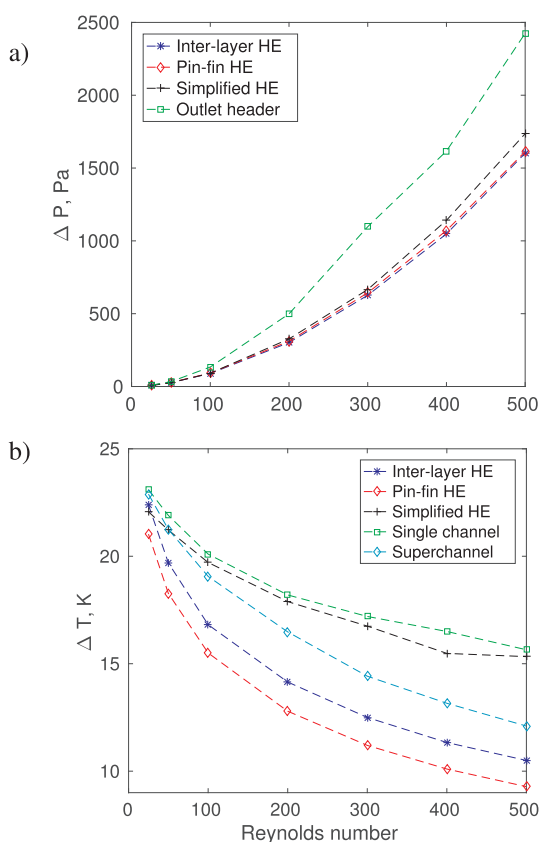 a)
Δ P, Pa
2500
2000
1500
1000
500
0
Inter-layer HE
Pin-fin HE
Simplified HE
Outlet header
100 200 300 400 500
b)
Δ T, K
25
20
15
10
Inter-layer HE
Pin-fin HE
Simplified HE
Single channel
Superchannel
0 100 200 300 400 500
Reynolds number